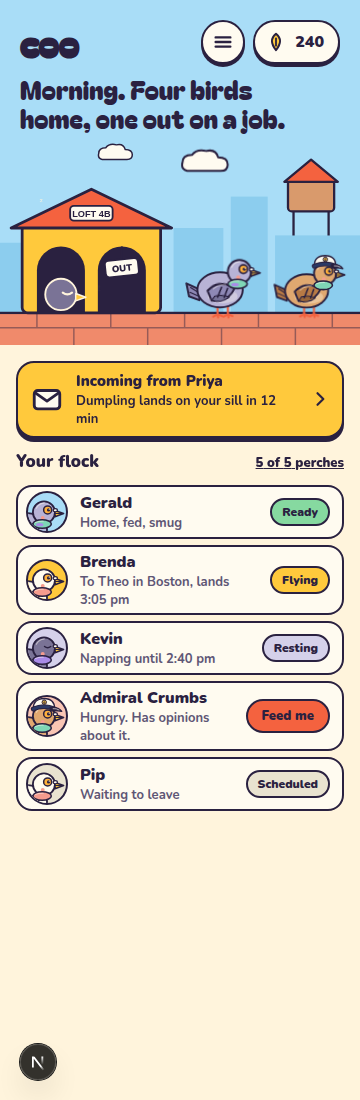 coo
240
Morning. Four birds
home, one out on a job.
LOFT 4B
OUT
Incoming from Priya
Dumpling lands on your sill in 12
min
Your flock
5 of 5 perches
Gerald
Home, fed, smug
Ready
Brenda
To Theo in Boston, lands
3:05 pm
Flying
Kevin
Napping until 2:40 pm
Resting
Admiral Crumbs
Hungry. Has opinions
about it.
Feed me
Pip
Waiting to leave
Scheduled
N